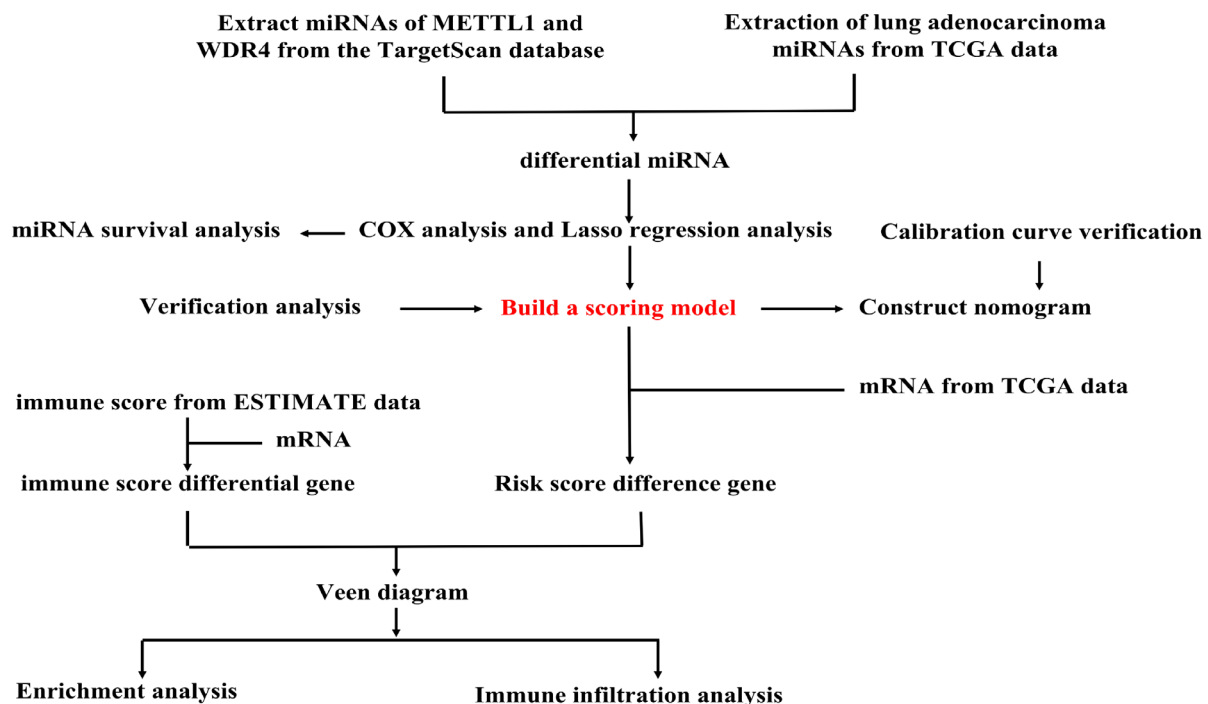 Extract miRNAs of METTL1 and
WDR4 from the TargetScan database
Extraction of lung adenocarcinoma
miRNAs from TCGA data
differential miRNA
miRNA survival analysis
COX analysis and Lasso regression analysis
Calibration curve verification
Verification analysis
Build a scoring model
Construct nomogram
mRNA from TCGA data
immune score from ESTIMATE data
mRNA
immune score differential gene
Risk score difference gene
Veen diagram
Enrichment analysis
Immune infiltration analysis